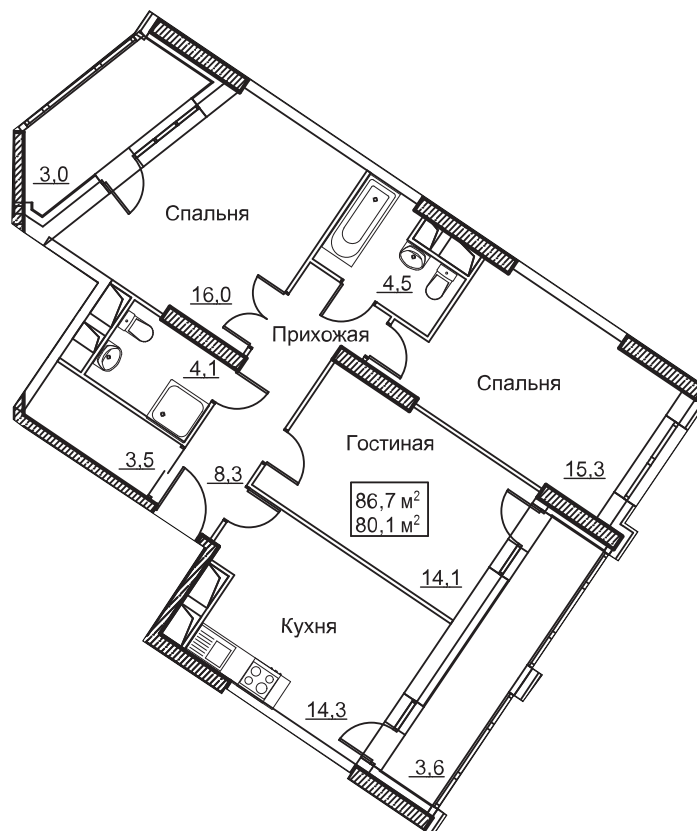 3,0
Спальня
16,0
4,5
Прихожая
4,1
Спальня
Гостиная
3,5
8,3
15,3
86,7 м²
80,1 м²
14,1
Кухня
14,3
3,6